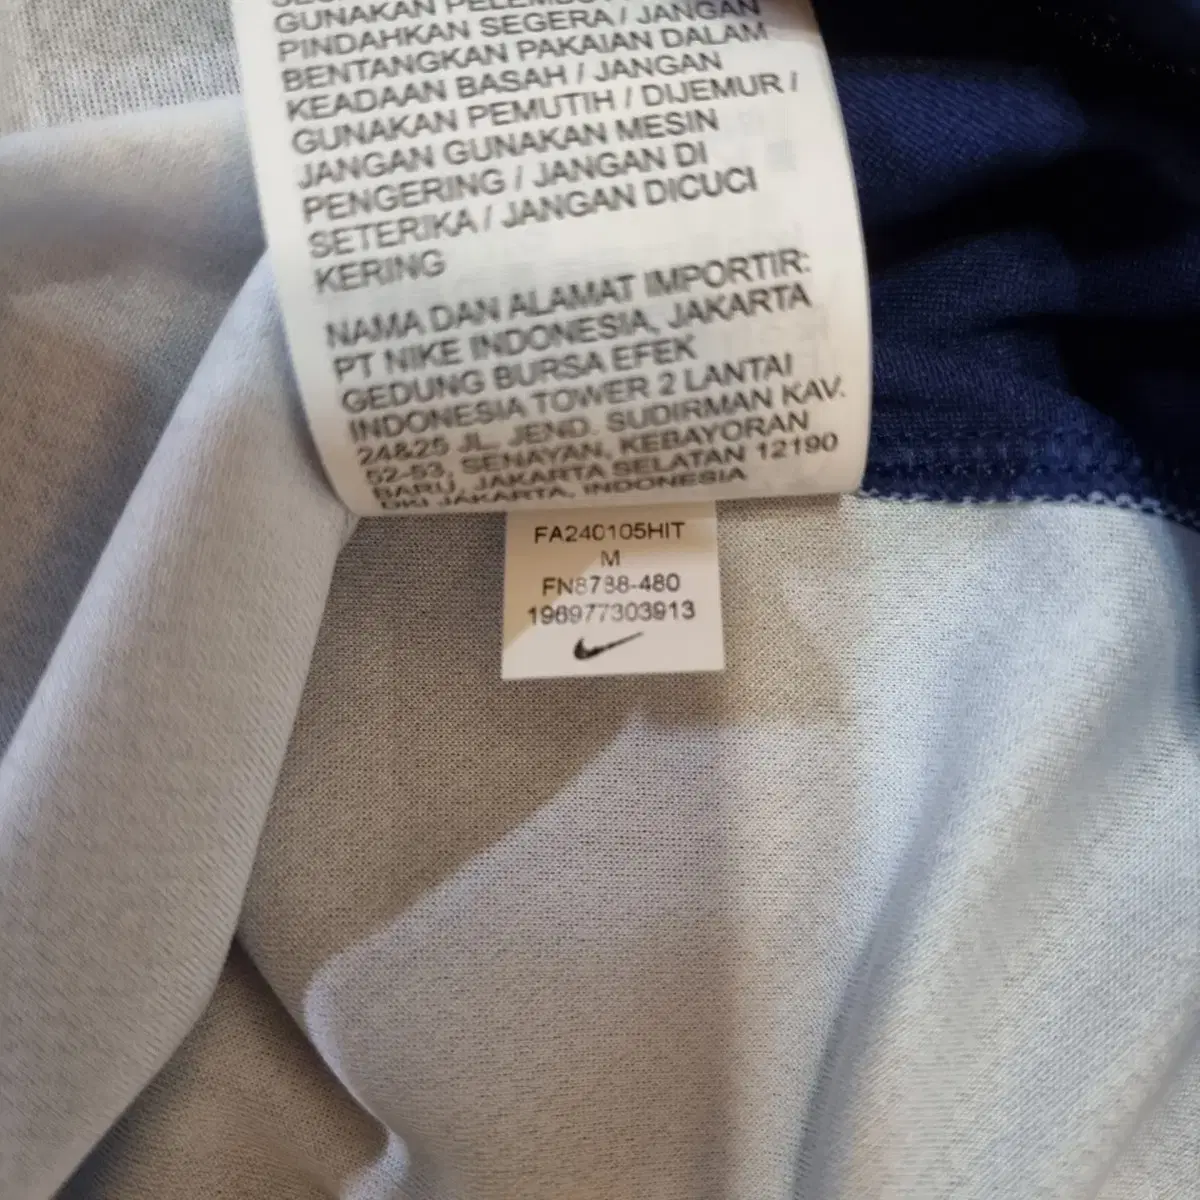 GUNAKAN
PINDAHKAN SEGERA / JANGAN
BENTANGKAN PAKAIAN DALAM
KEADAAN BASAH / JANGAN
GUNAKAN PEMUTIH / DIJEMUR /
JANGAN GUNAKAN MESIN
PENGERING / JANGAN DI
SETERIKA / JANGAN DICUCI
KERING
NAMA DAN ALAMAT IMPORTIR:
PT NIKE INDONESIA, JAKARTA
GEDUNG BURSA EFEK
INDONESIA TOWER 2 LANTAI
24&25 JL. JEND. SUDIRMAN KAV.
52-53, SENAYAN, KEBAYORAN
BARU, JAKARTA SELATAN 12190
DKI JAKARTA, INDONESIA
FA240105HIT
M
FN8788-480
196977303913